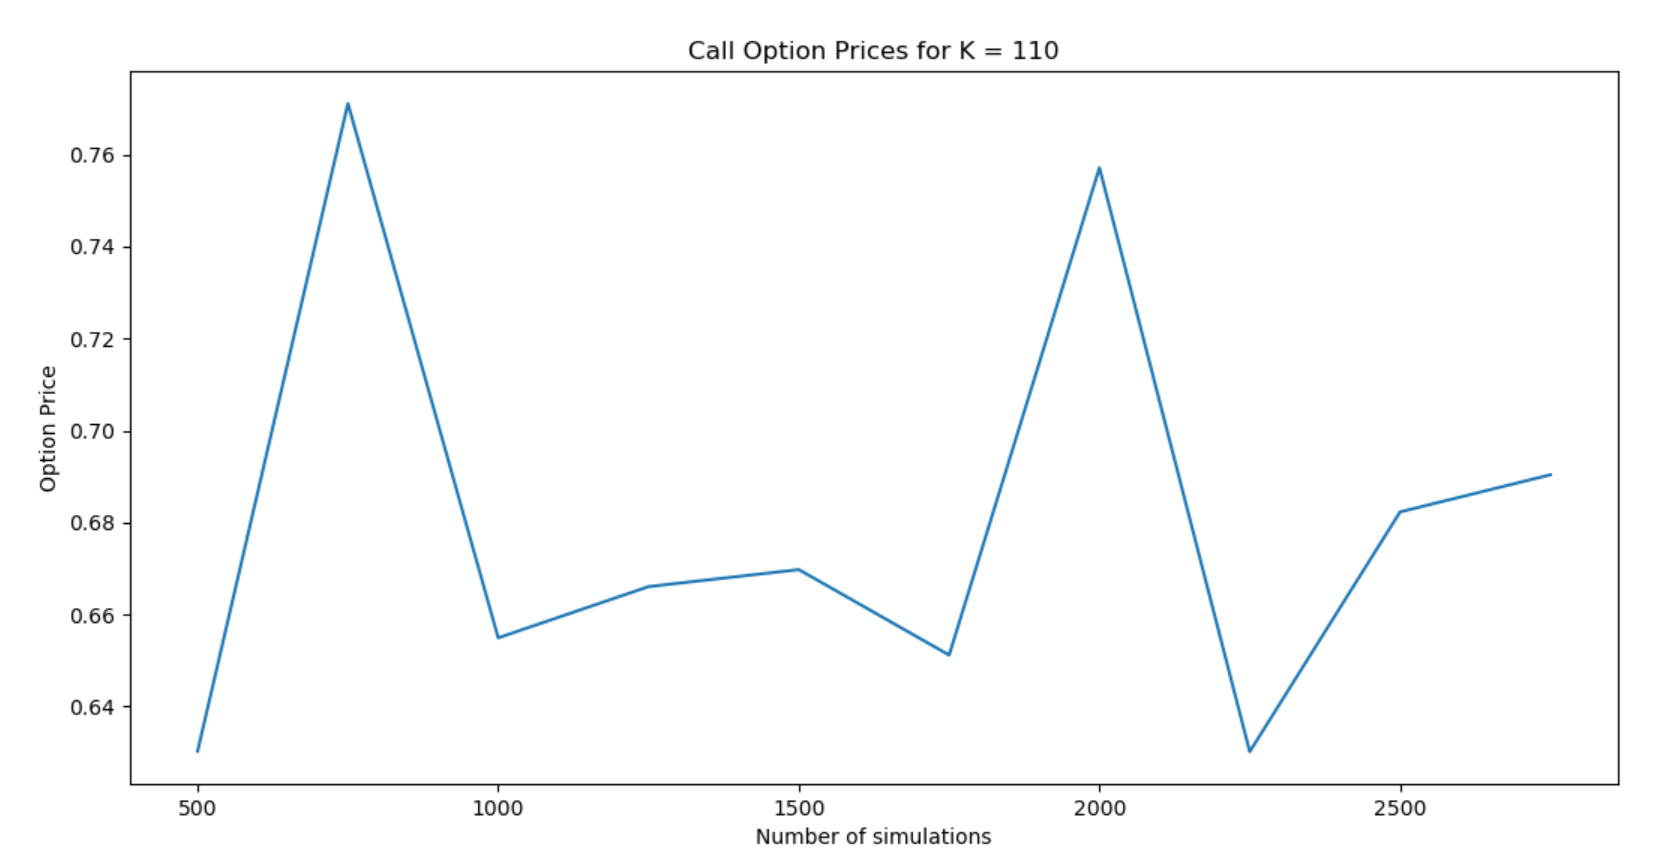 Call Option Prices for K = 110
Option Price
0.76
0.74
0.72
0.70
0.68
0.66
0.64
500 1000 1500 2000 2500
Number of simulations